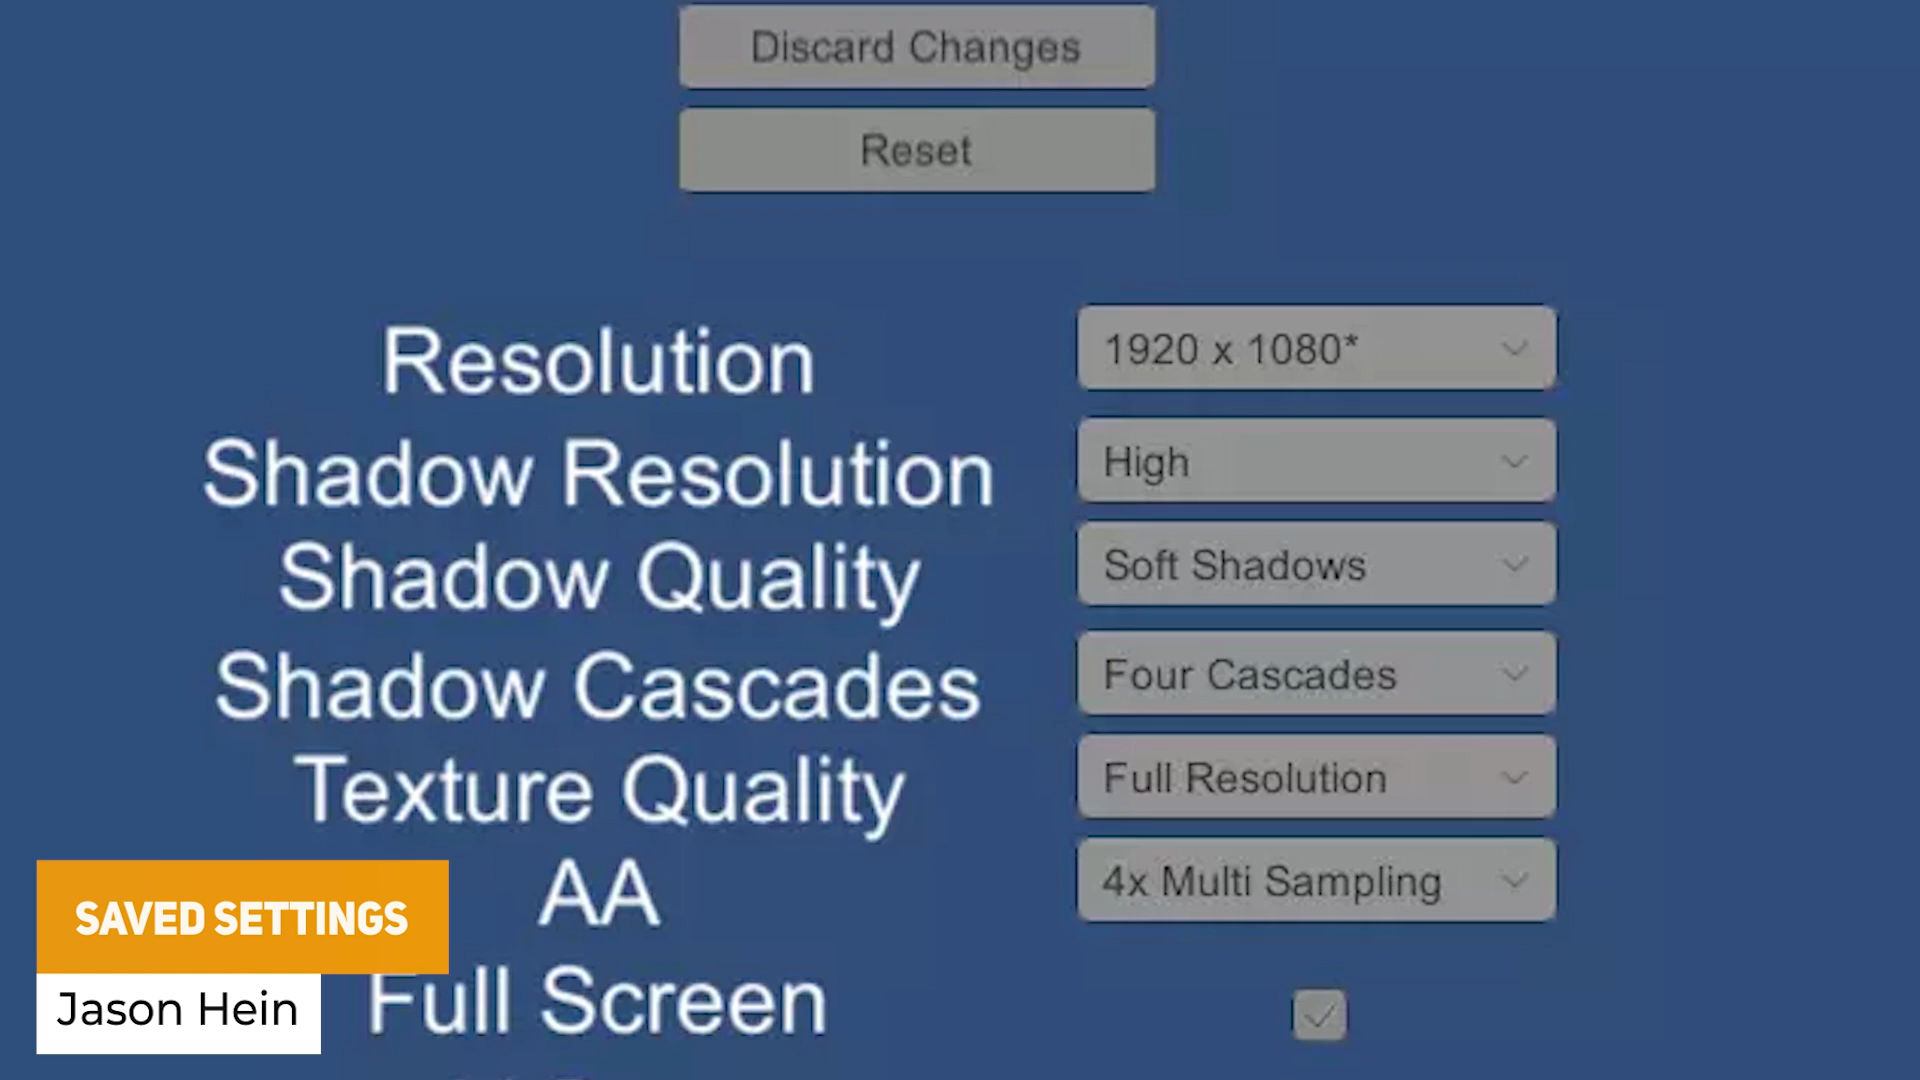 Discard Changes
Reset
Resolution 1920 x 1080*
Shadow Resolution High
Shadow Quality Soft Shadows
Shadow Cascades Four Cascades
Texture Quality Full Resolution
AA 4x Multi Sampling
Full Screen
SAVED SETTINGS
Jason Hein